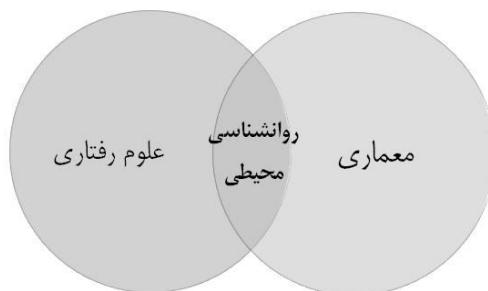 معماری
روانشناسی
محیطی
علوم رفتاری